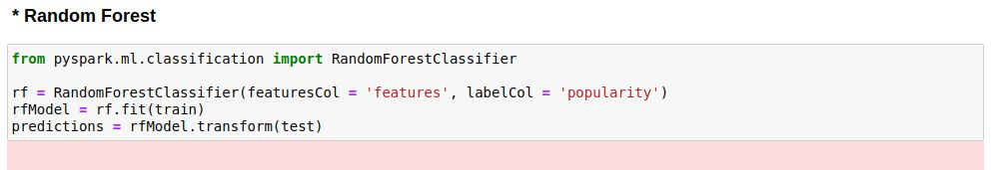 * Random Forest
from pyspark.ml.classification import RandomForestClassifier
rf = RandomForestClassifier(featuresCol = 'features', labelCol = 'popularity')
rfModel = rf.fit(train)
predictions = rfModel.transform(test)